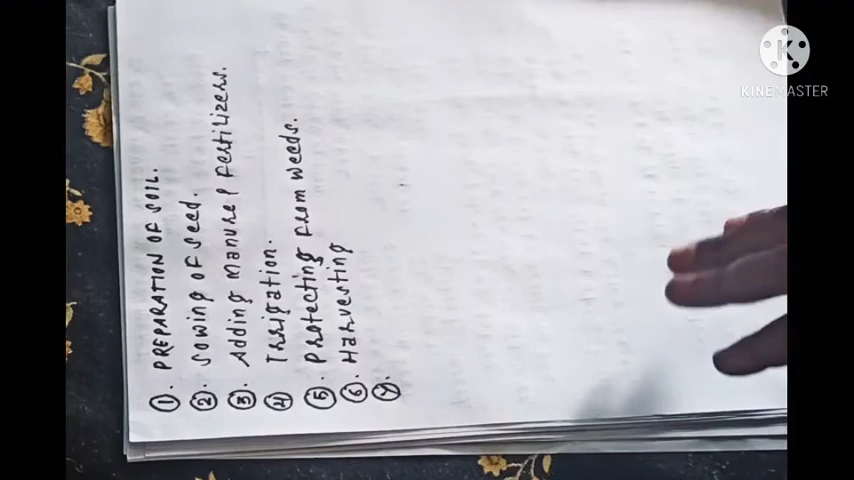 ① . PREPARATION OF SOIL.
② . Sowing of seed.
③ . Adding manure & Fertilizers.
④ Irrigation.
⑤ . Protecting From weeds.
⑥ . Harvesting
⑦.
KINEMASTER